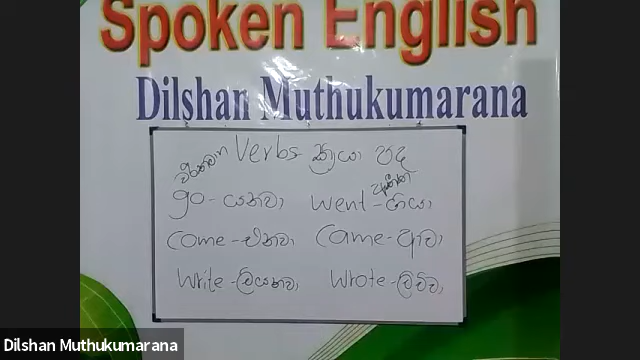 Spoken English
Dilshan Muthukumarana
වර්තමාන Verbs ක්‍රියා පද
අතීත
go - යනවා went - ගියා
Come - එනවා Came - ආවා
Write - ලියනවා Wrote - ලිව්වා
Dilshan Muthukumarana